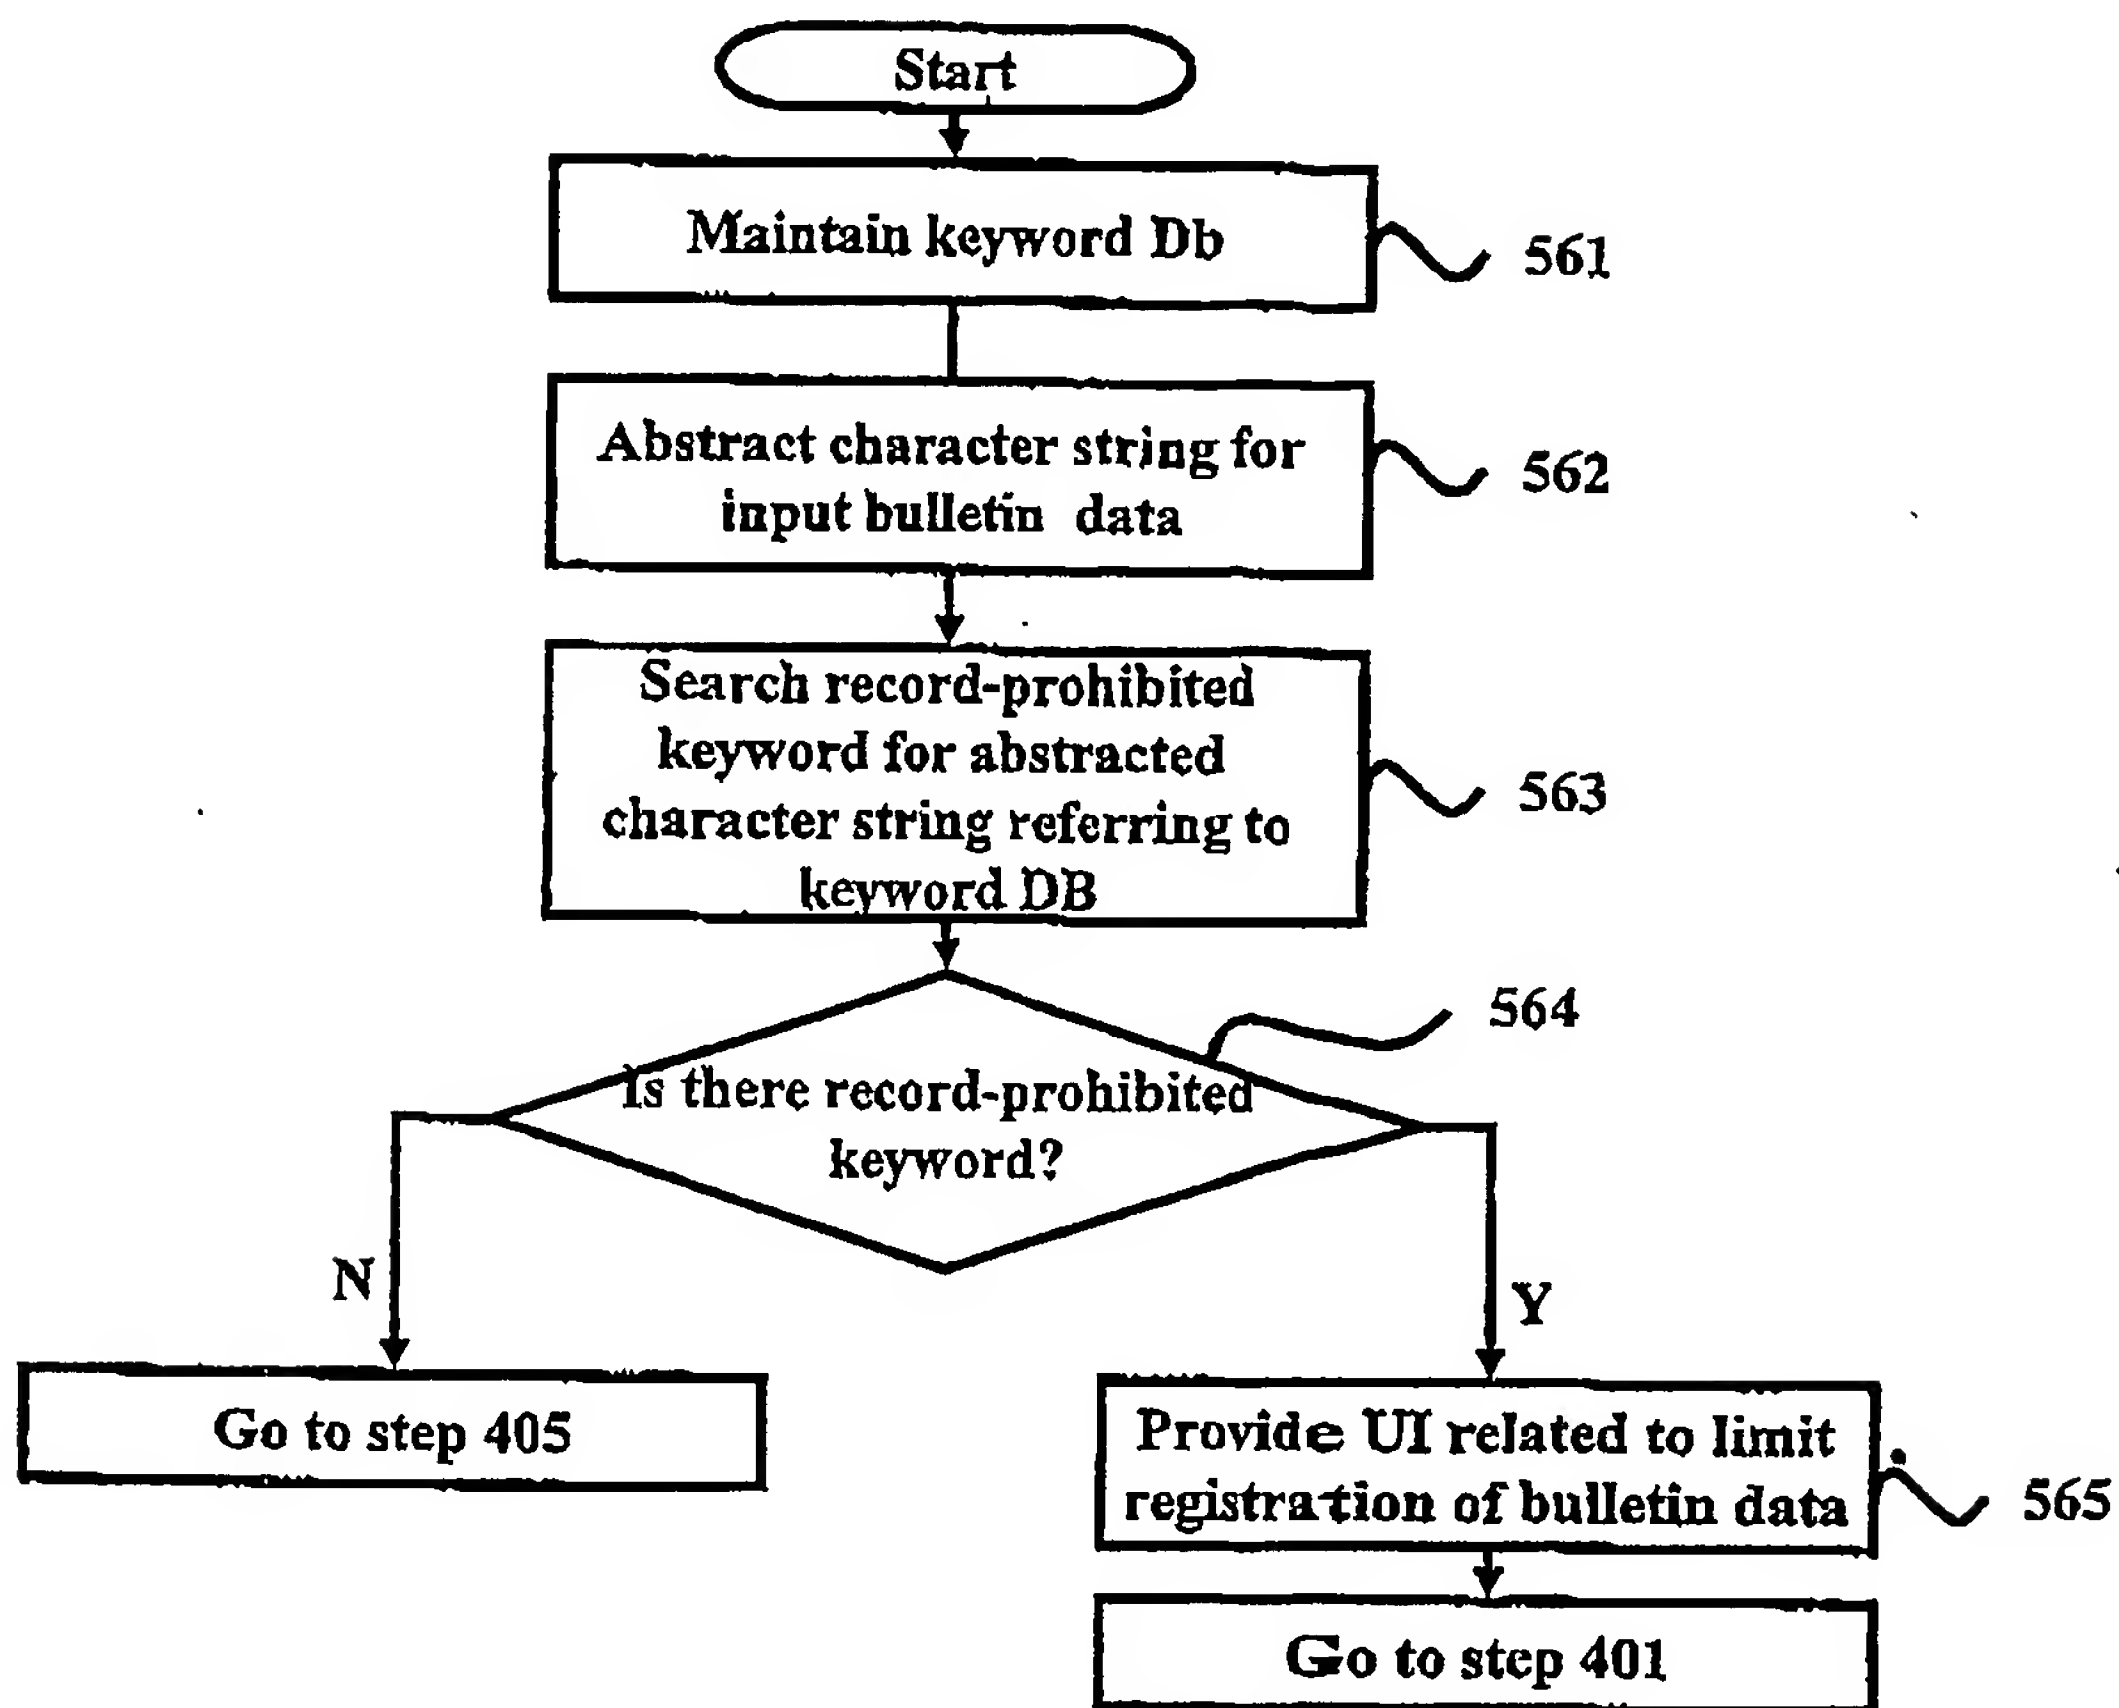 Start
Maintain keyword Db
561
Abstract character string for
input bulletin data
562
Search record-prohibited
keyword for abstracted
character string referring to
keyword DB
563
564
Is there record-prohibited
keyword?
N
Y
Go to step 405
Provide UI related to limit
registration of bulletin data
565
Go to step 401